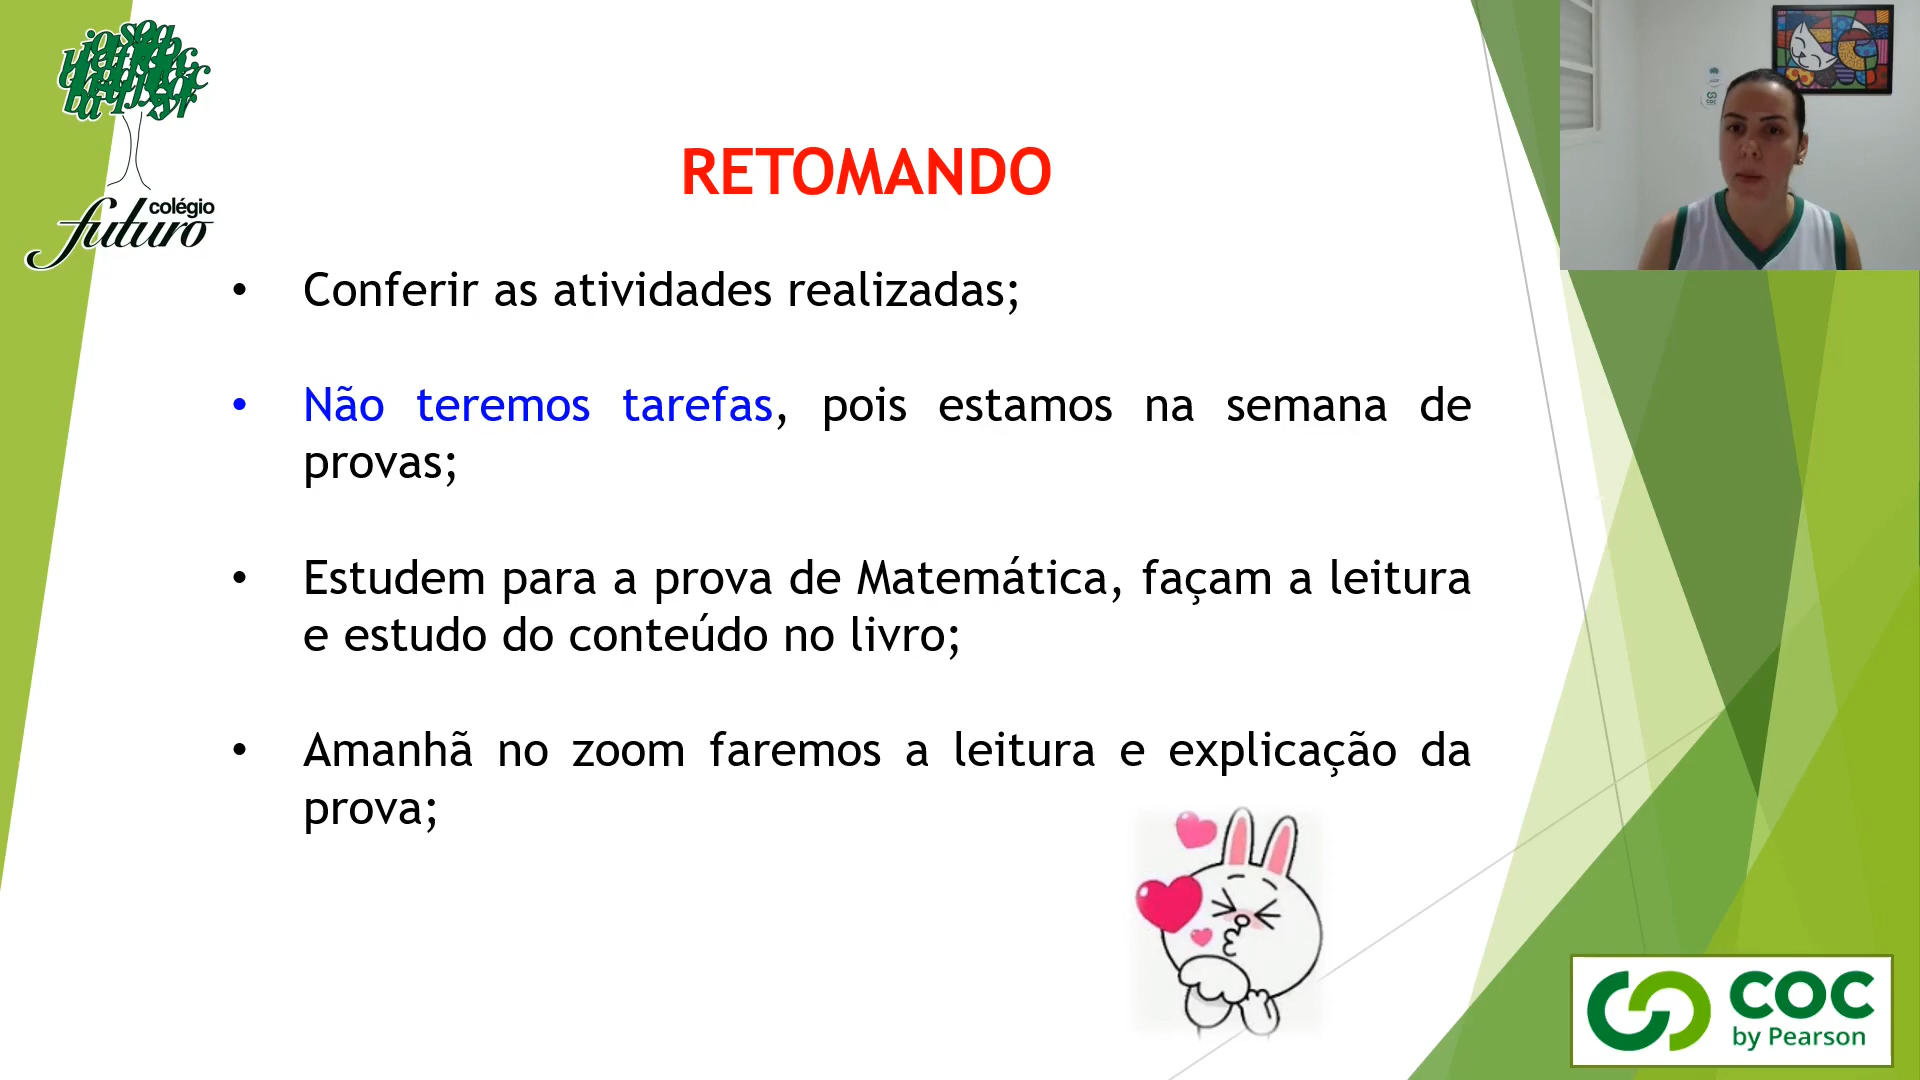 colégio
futuro
RETOMANDO
• Conferir as atividades realizadas;
• Não teremos tarefas, pois estamos na semana de
provas;
• Estudem para a prova de Matemática, façam a leitura
e estudo do conteúdo no livro;
• Amanhã no zoom faremos a leitura e explicação da
prova;
coc
by Pearson